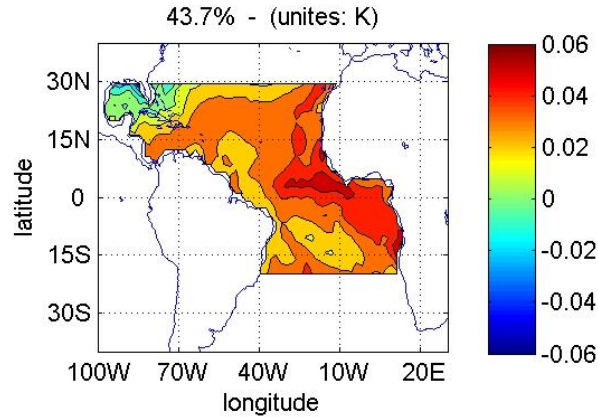 43.7% - (unites: K)
30N
15N
0
15S
30S
latitude
100W 70W 40W 10W 20E
longitude
0.06
0.04
0.02
0
-0.02
-0.04
-0.06